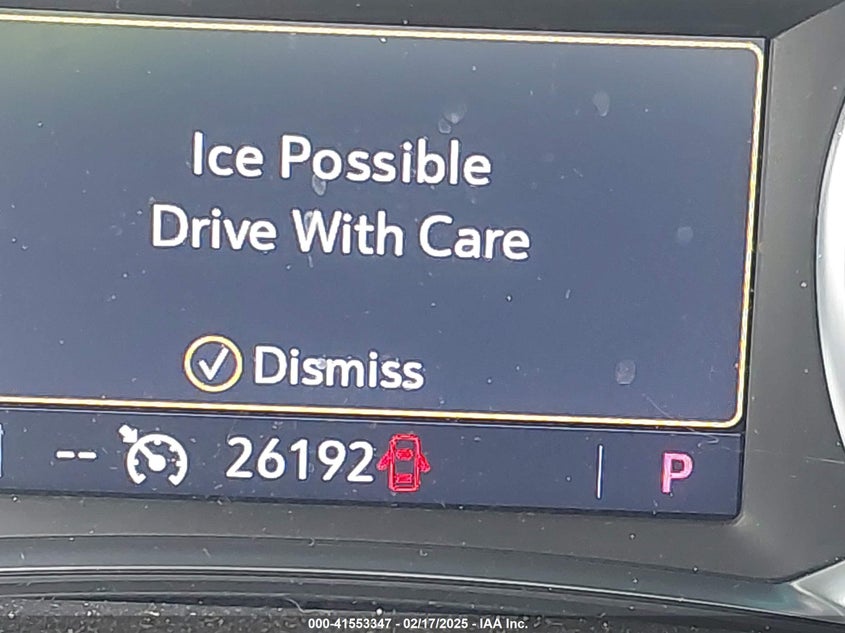 Ice Possible
Drive With Care
Dismiss
-- 26192 P
000-41553347 - 02/17/2025 - IAA Inc.